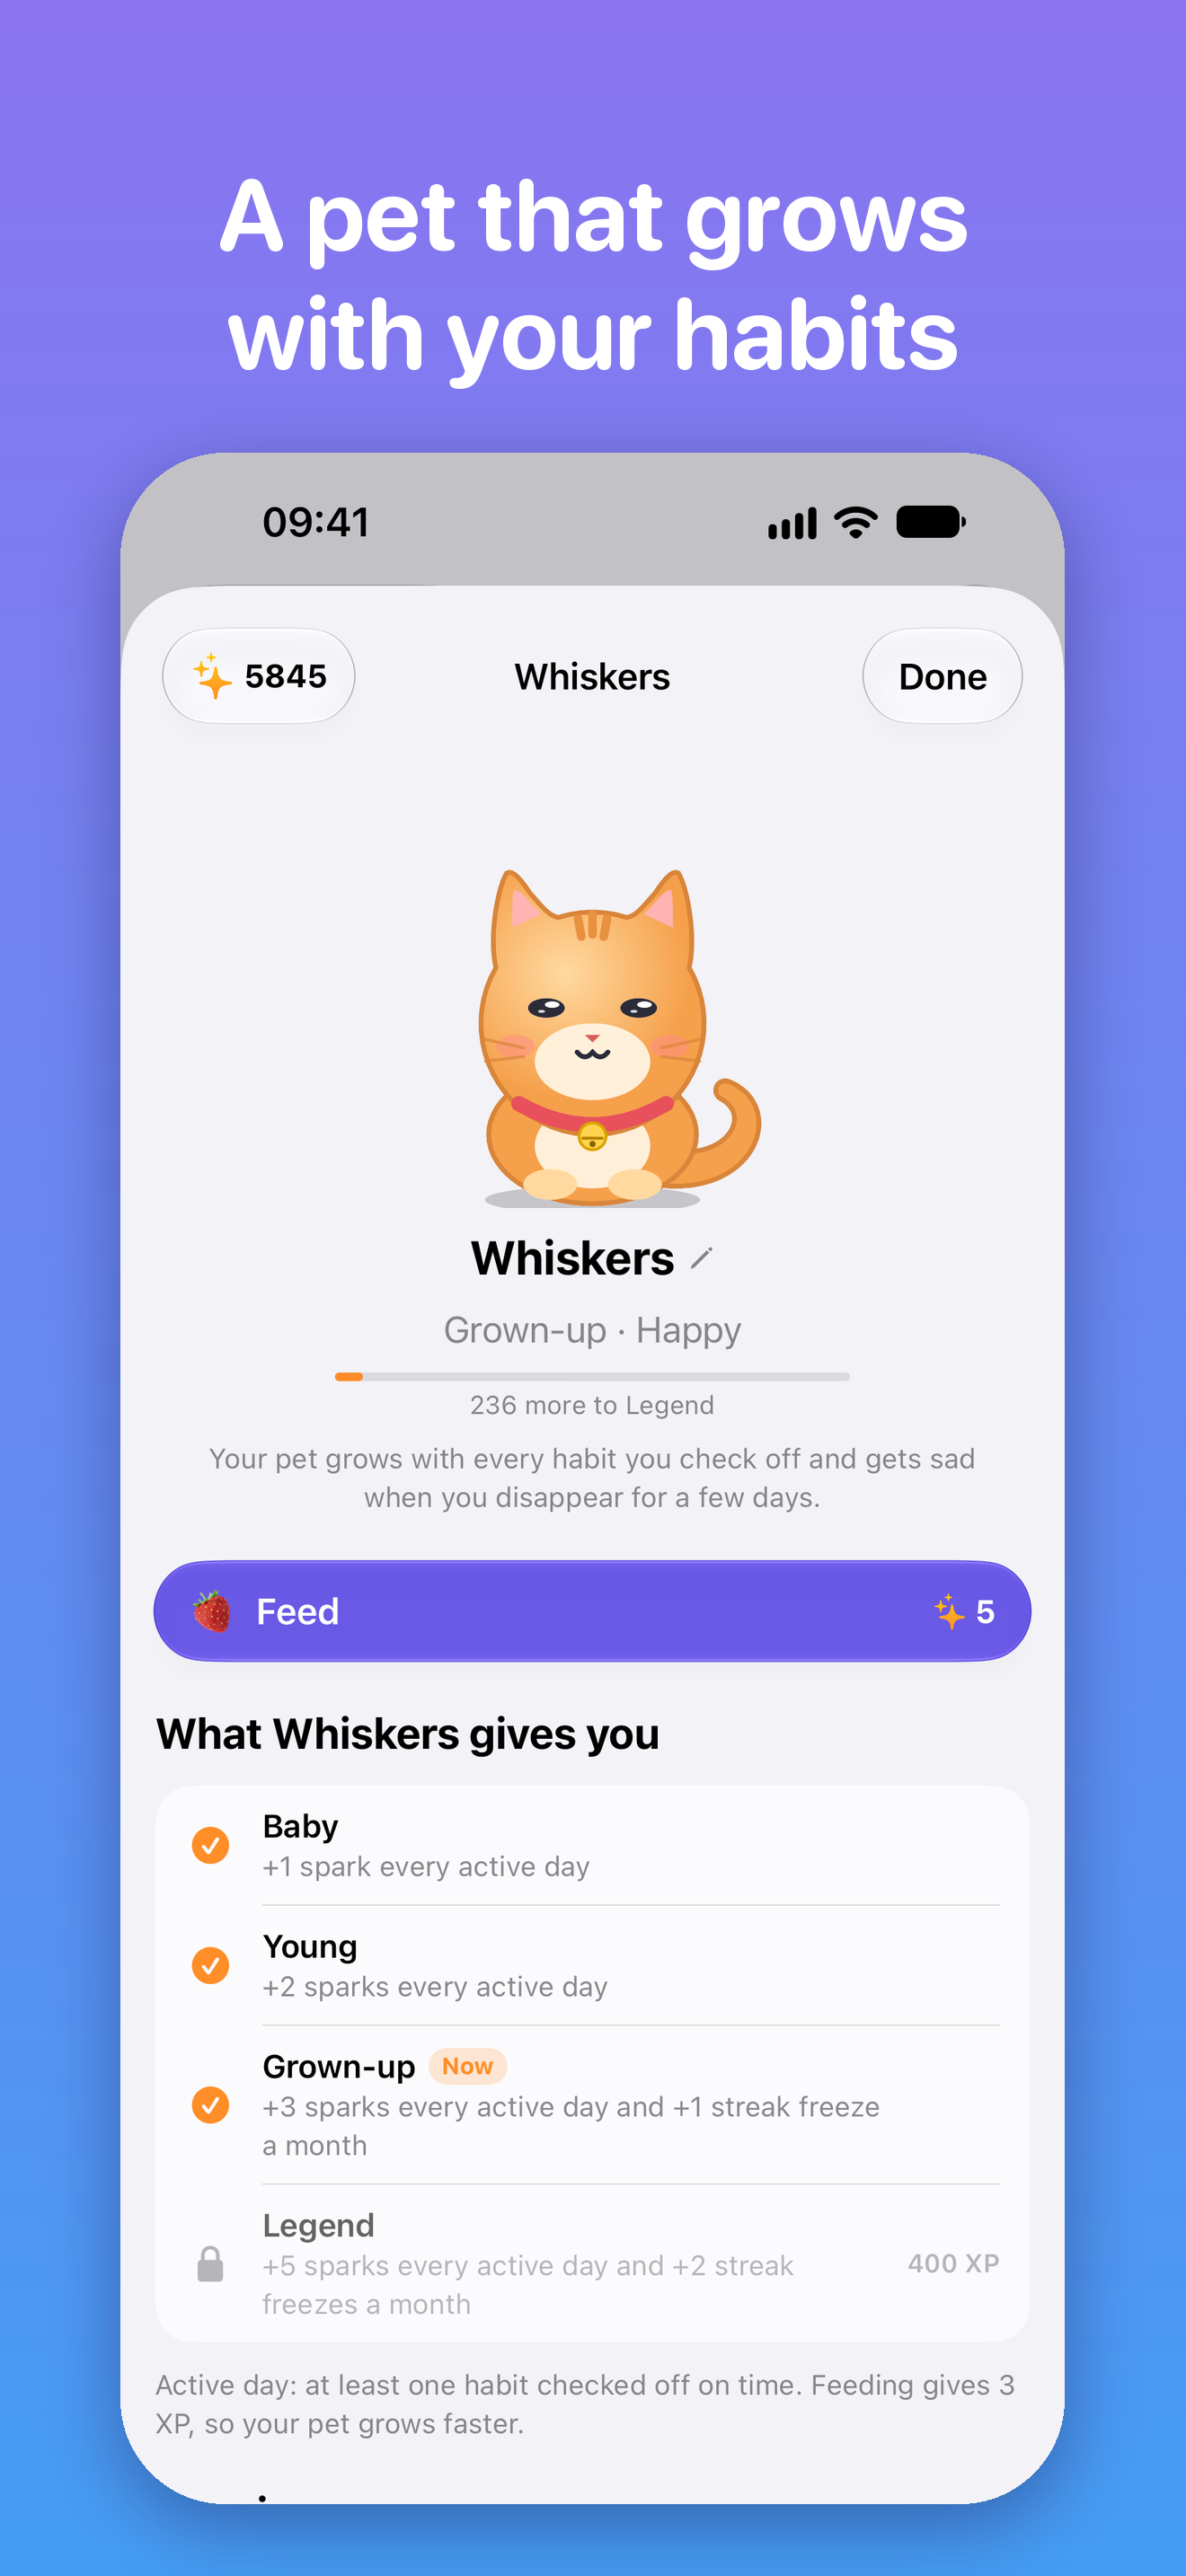 A pet that grows
with your habits
09:41
5845
Whiskers
Done
Whiskers
Grown-up · Happy
236 more to Legend
Your pet grows with every habit you check off and gets sad
when you disappear for a few days.
Feed
5
What Whiskers gives you
Baby
+1 spark every active day
Young
+2 sparks every active day
Grown-up Now
+3 sparks every active day and +1 streak freeze
a month
Legend
+5 sparks every active day and +2 streak
freezes a month
400 XP
Active day: at least one habit checked off on time. Feeding gives 3
XP, so your pet grows faster.